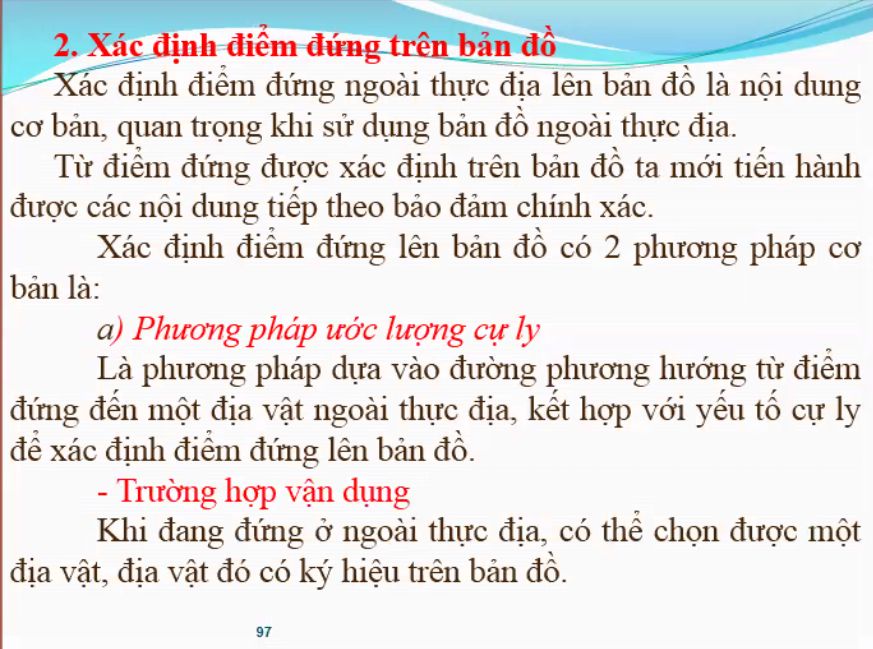 2. Xác định điểm đứng trên bản đồ
Xác định điểm đứng ngoài thực địa lên bản đồ là nội dung
cơ bản, quan trọng khi sử dụng bản đồ ngoài thực địa.
Từ điểm đứng được xác định trên bản đồ ta mới tiến hành
được các nội dung tiếp theo bảo đảm chính xác.
Xác định điểm đứng lên bản đồ có 2 phương pháp cơ
bản là:
a) Phương pháp ước lượng cự ly
Là phương pháp dựa vào đường phương hướng từ điểm
đứng đến một địa vật ngoài thực địa, kết hợp với yếu tố cự ly
để xác định điểm đứng lên bản đồ.
- Trường hợp vận dụng
Khi đang đứng ở ngoài thực địa, có thể chọn được một
địa vật, địa vật đó có ký hiệu trên bản đồ.
97